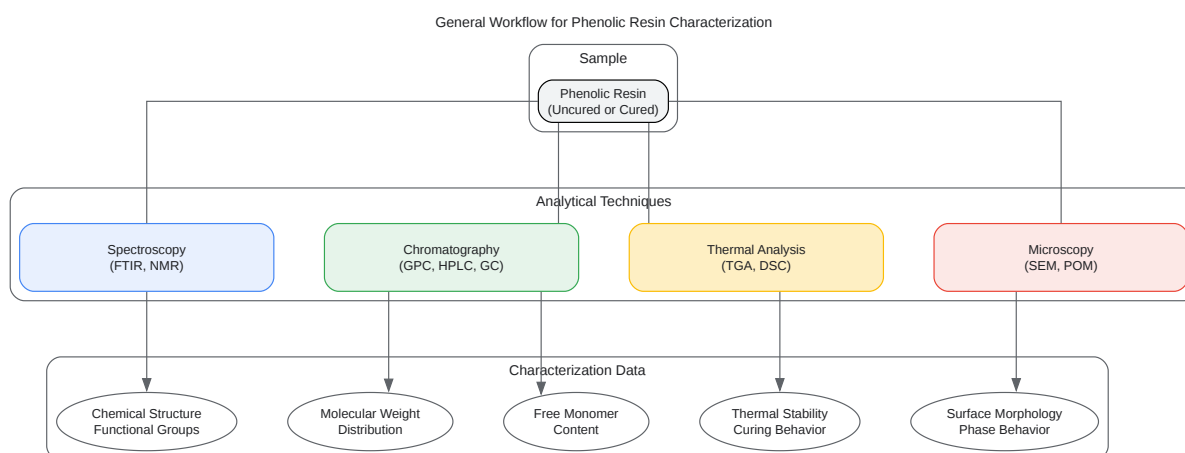 General Workflow for Phenolic Resin Characterization
Sample
Phenolic Resin
(Uncured or Cured)
Analytical Techniques
Spectroscopy
(FTIR, NMR)
Chromatography
(GPC, HPLC, GC)
Thermal Analysis
(TGA, DSC)
Microscopy
(SEM, POM)
Characterization Data
Chemical Structure
Functional Groups
Molecular Weight
Distribution
Free Monomer
Content
Thermal Stability
Curing Behavior
Surface Morphology
Phase Behavior